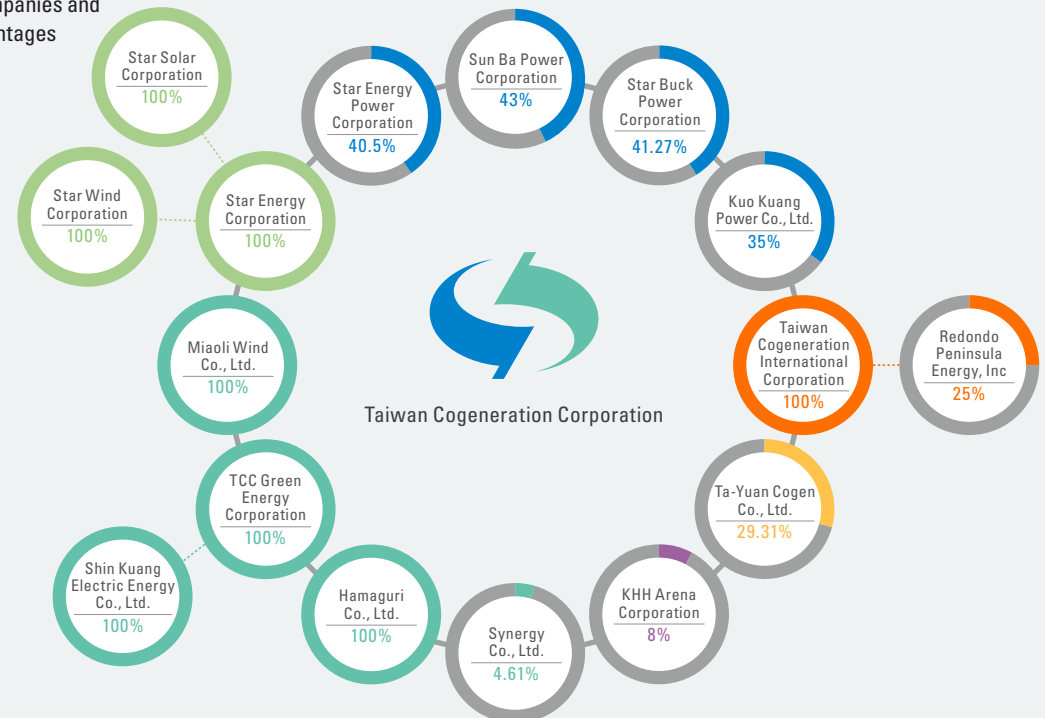 mpanies and
ntages
Star Solar
Corporation
100%
Star Wind
Corporation
100%
Star Energy
Corporation
100%
Star Energy
Power
Corporation
40.5%
Sun Ba Power
Corporation
43%
Star Buck
Power
Corporation
41.27%
Kuo Kuang
Power Co., Ltd.
35%
Taiwan
Cogeneration
International
Corporation
100%
Redondo
Peninsula
Energy, Inc
25%
Miaoli Wind
Co., Ltd.
100%
Taiwan Cogeneration Corporation
TCC Green
Energy
Corporation
100%
Ta-Yuan Cogen
Co., Ltd.
29.31%
Shin Kuang
Electric Energy
Co., Ltd.
100%
Hamaguri
Co., Ltd.
100%
Synergy
Co., Ltd.
4.61%
KHH Arena
Corporation
8%